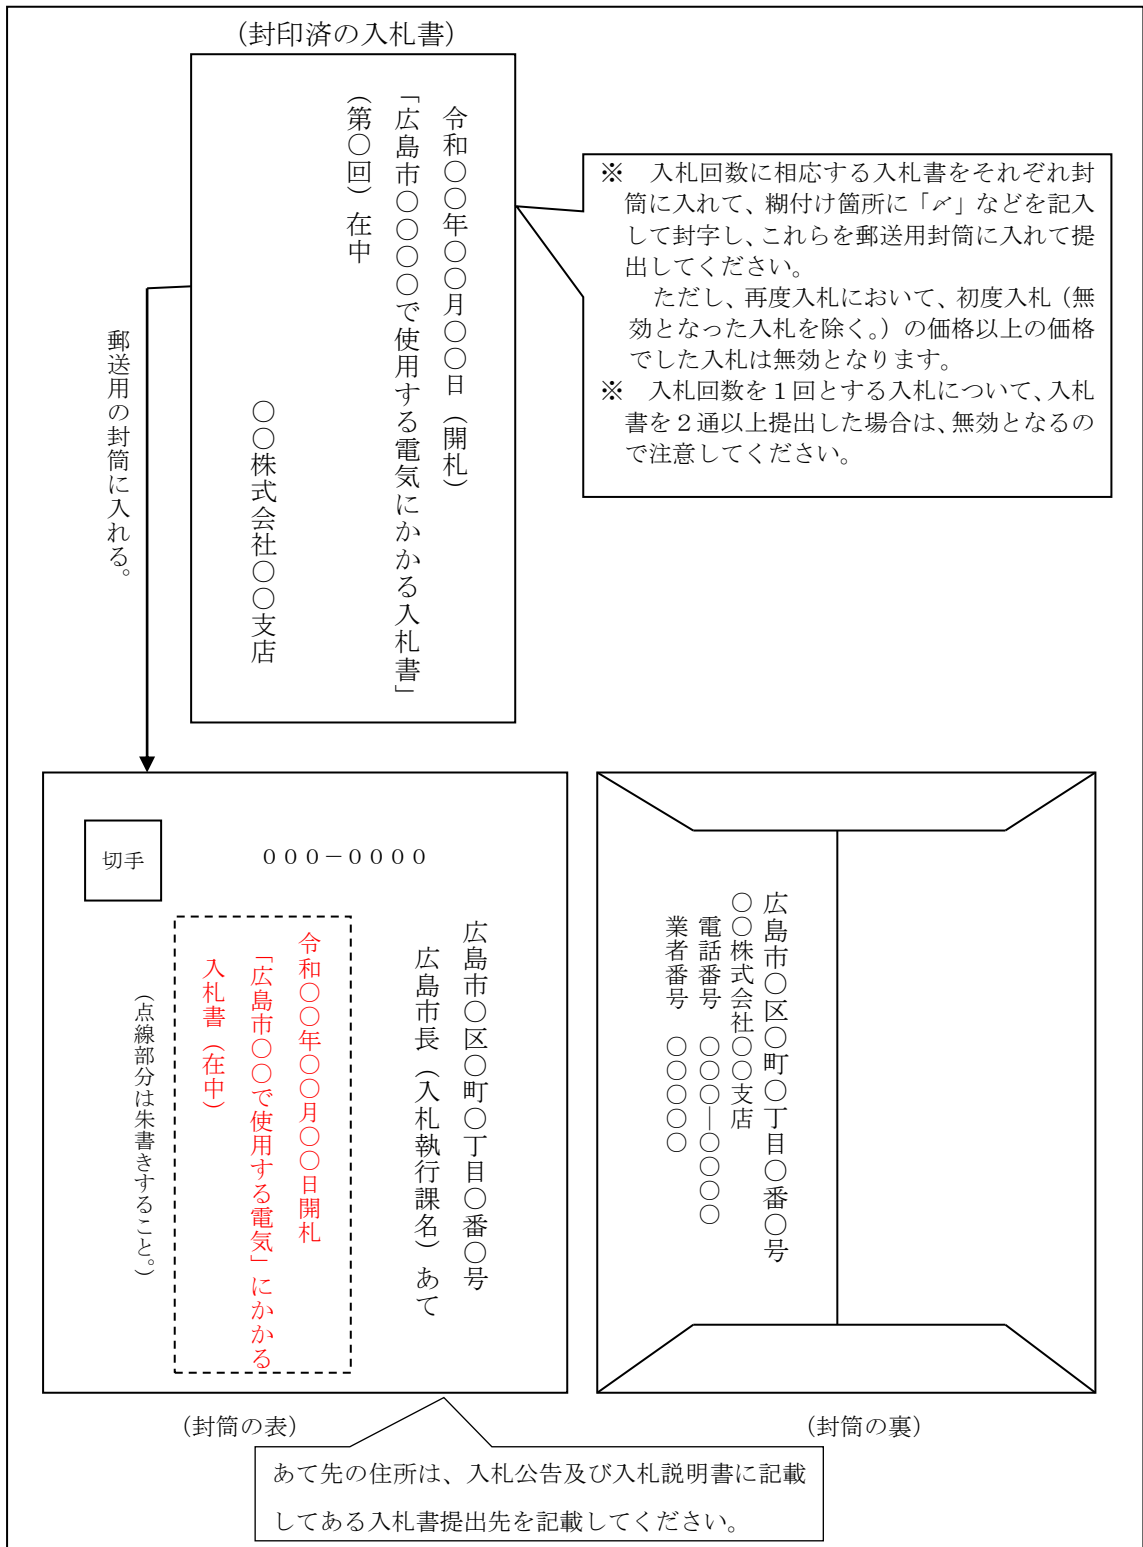 （封印済の入札書）
令和〇〇年〇〇月〇〇日（開札）
「広島市〇〇〇〇で使用する電気にかかる入札書」
（第〇回）在中
〇〇株式会社〇〇支店
※　入札回数に相応する入札書をそれぞれ封
筒に入れて、糊付け箇所に「〆」などを記入
して封字し、これらを郵送用封筒に入れて提
出してください。
ただし、再度入札において、初度入札（無
効となった入札を除く。）の価格以上の価格
でした入札は無効となります。
※　入札回数を１回とする入札について、入札
書を２通以上提出した場合は、無効となるの
で注意してください。
郵送用の封筒に入れる。
切手
０００－００００
広島市〇区〇町〇丁目〇番〇号
広島市長（入札執行課名）あて
令和〇〇年〇〇月〇〇日開札
「広島市〇〇で使用する電気」にかかる
入札書（在中）
（点線部分は朱書きすること。）
（封筒の表）
広島市〇区〇町〇丁目〇番〇号
〇〇株式会社〇〇支店
電話番号　〇〇〇―〇〇〇〇
業者番号　〇〇〇〇〇
（封筒の裏）
あて先の住所は、入札公告及び入札説明書に記載
してある入札書提出先を記載してください。